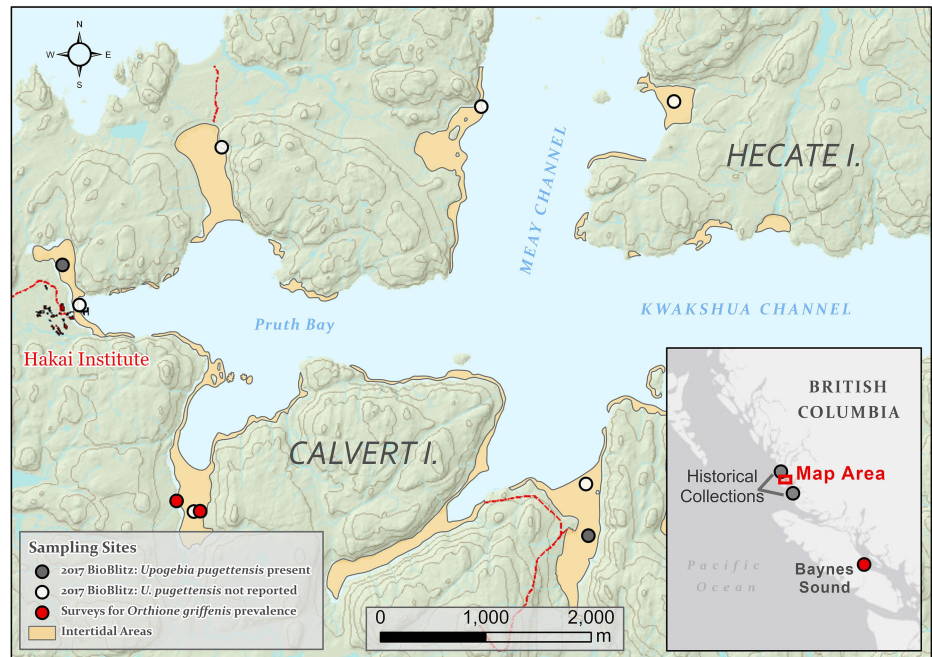 N
W E
S
HECATE I.
MEAY CHANNEL
KWAKSHUA CHANNEL
Pruth Bay
H
Hakai Institute
CALVERT I.
Sampling Sites
2017 BioBlitz: Upogebia pugettensis present
2017 BioBlitz: U. pugettensis not reported
Surveys for Orthione griffenis prevalence
Intertidal Areas
0 1,000 2,000
m
BRITISH
COLUMBIA
Historical
Collections
Map Area
Pacific
Ocean
Baynes
Sound